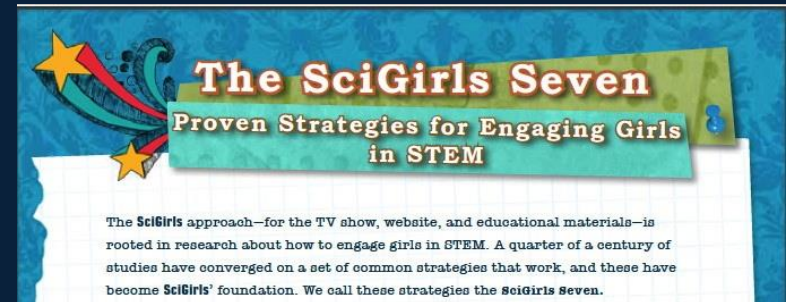 The SciGirls Seven
Proven Strategies for Engaging Girls
in STEM
The SciGirls approach—for the TV show, website, and educational materials—is
rooted in research about how to engage girls in STEM. A quarter of a century of
studies have converged on a set of common strategies that work, and these have
become SciGirls' foundation. We call these strategies the SciGirls Seven.